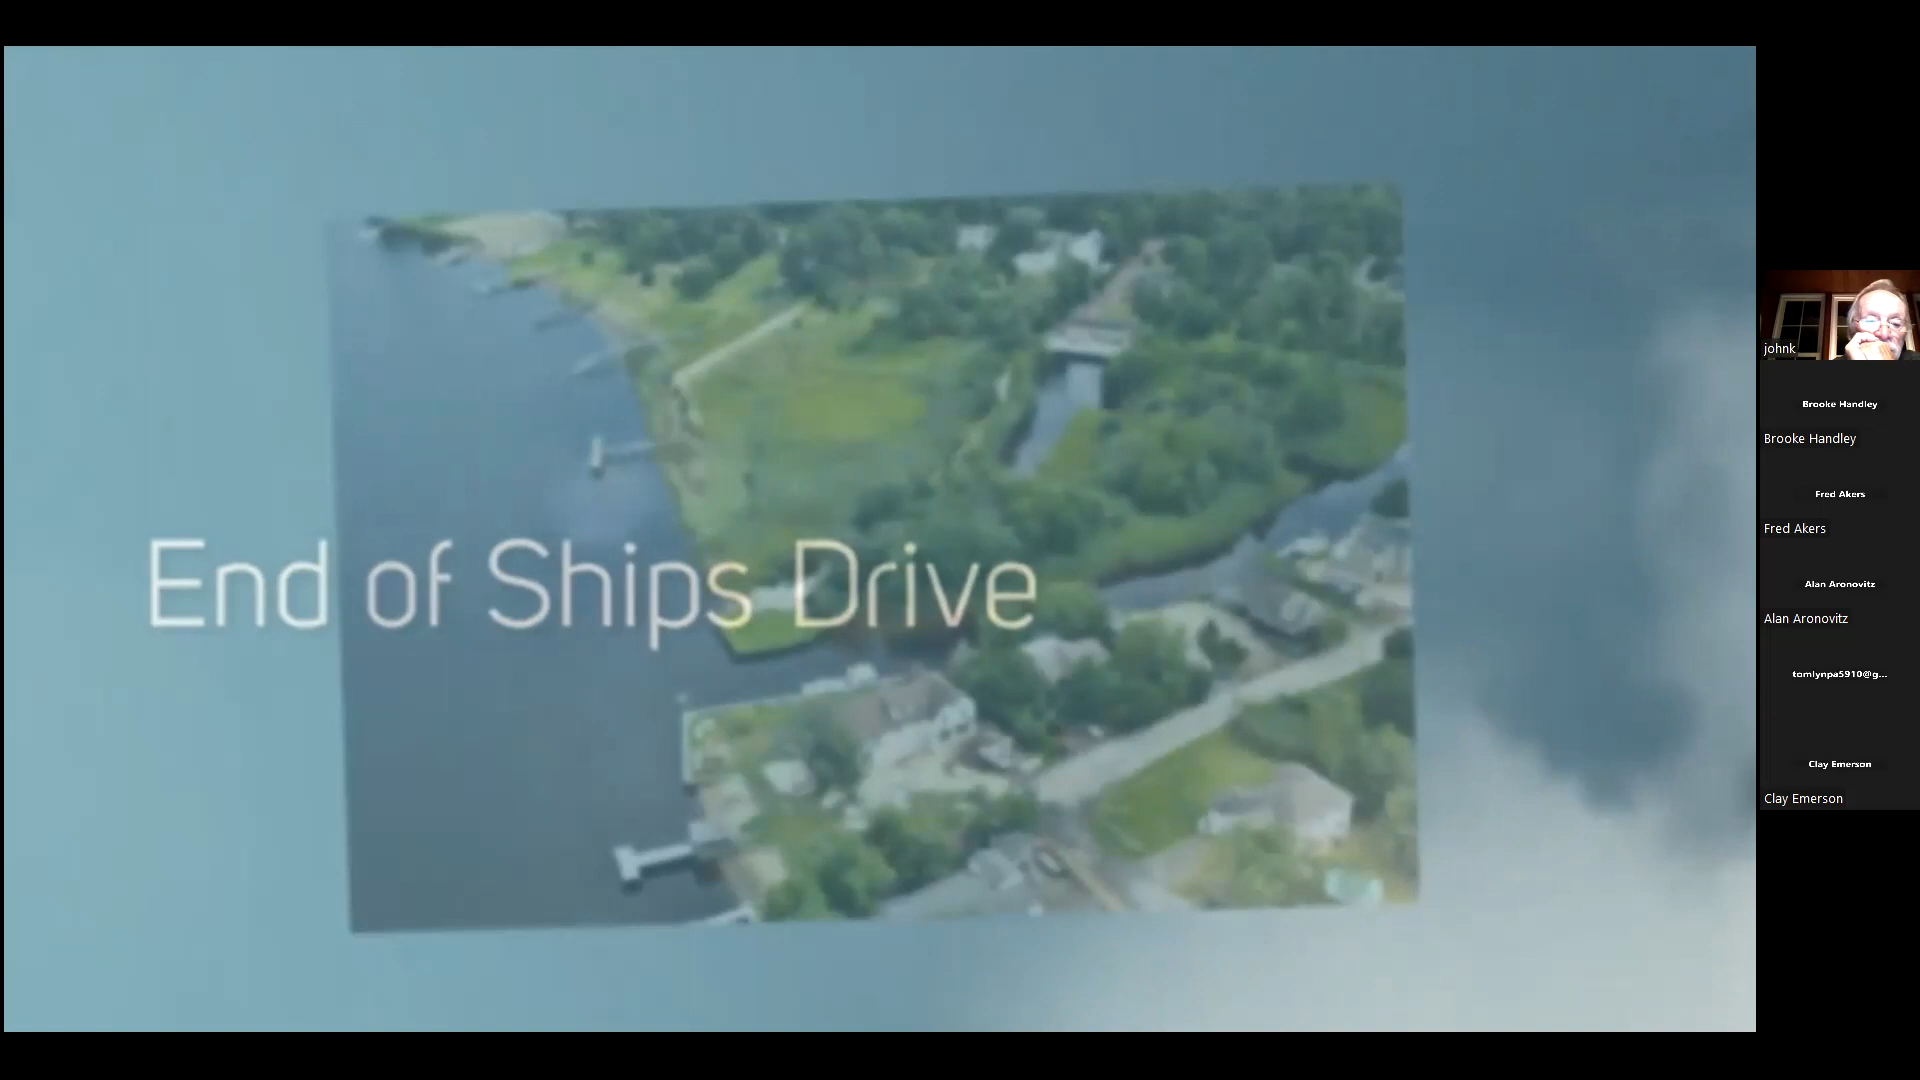 End of Ships Drive
johnk
Brooke Handley
Brooke Handley
Fred Akers
Fred Akers
Alan Aronovitz
Alan Aronovitz
tomlynpa5910@g...
Clay Emerson
Clay Emerson